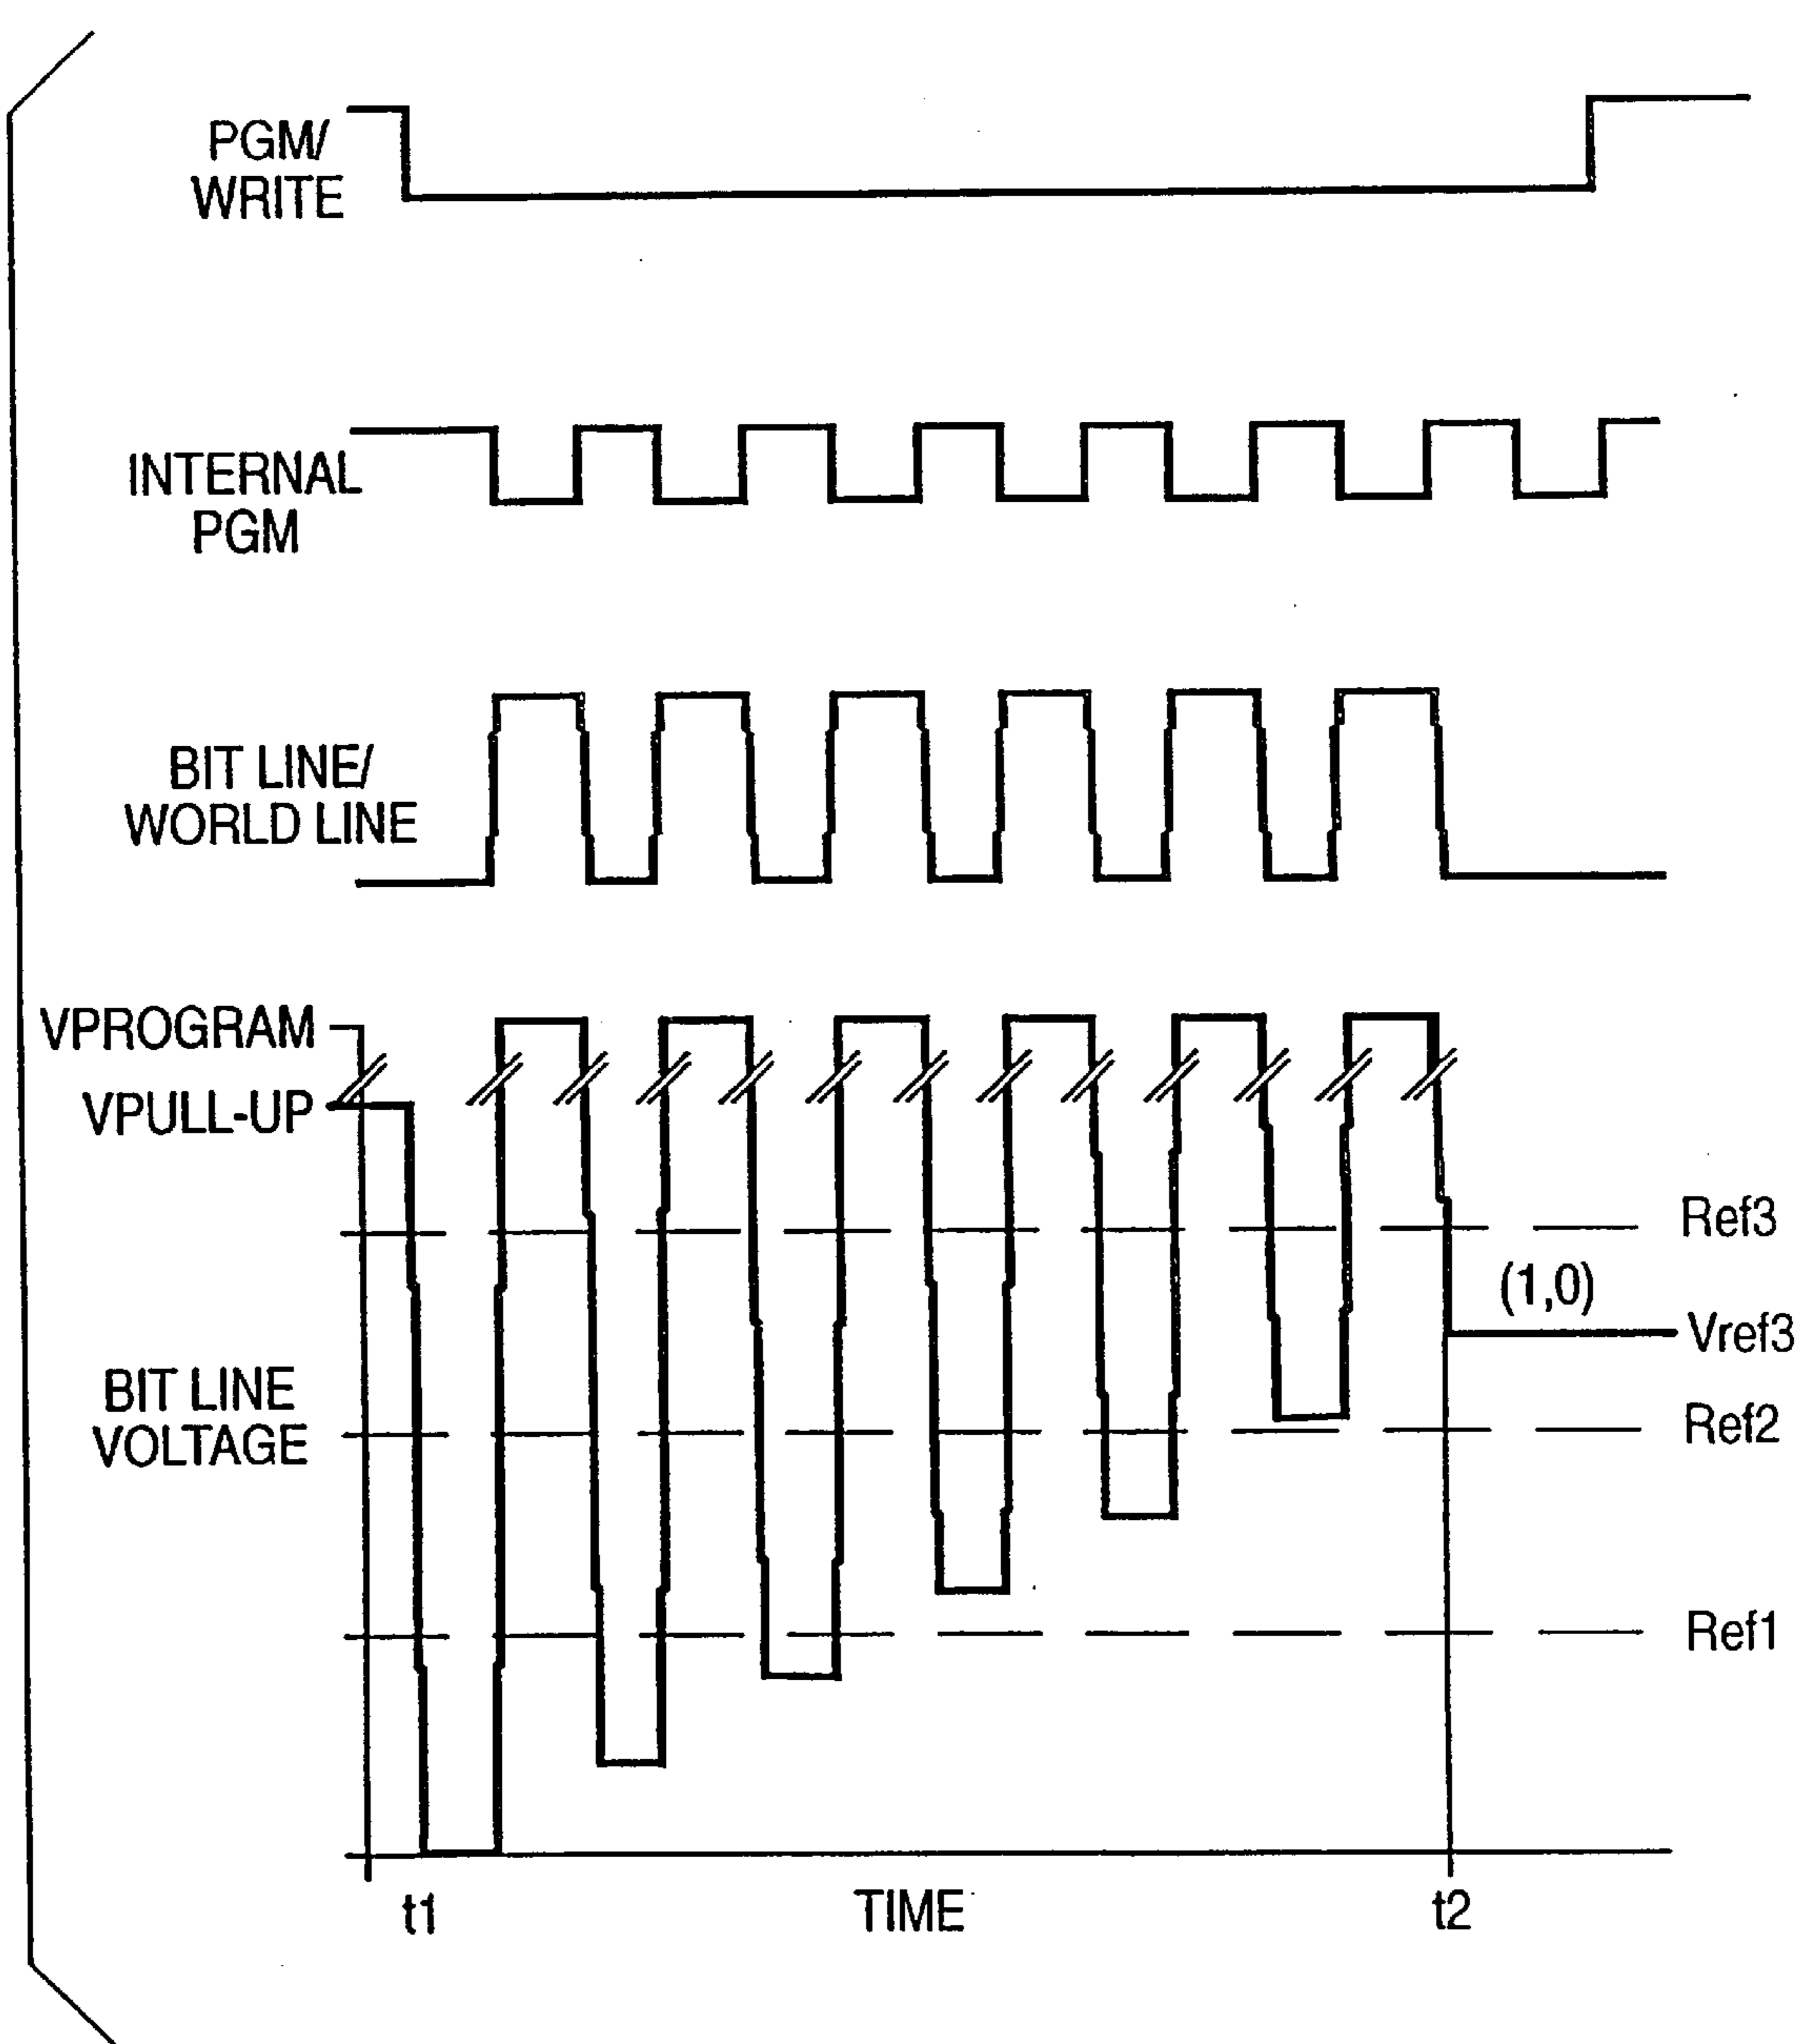 PGM/
WRITE
INTERNAL
PGM
BIT LINE/
WORLD LINE
VPROGRAM
VPULL-UP
Ref3
(1,0)
Vref3
BIT LINE
VOLTAGE
Ref2
Ref1
t1
TIME
t2